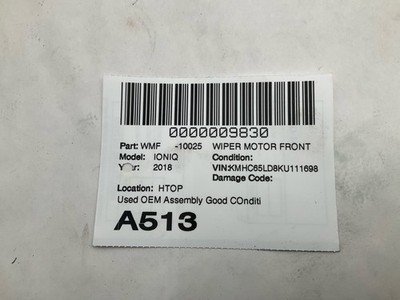 0000009830
Part: WMF -10025 WIPER MOTOR FRONT
Model: IONIQ Condition:
Year: 2018 VIN:KMHC65LD8KU111698
Damage Code:
Location: HTOP
Used OEM Assembly Good COnditi
A513